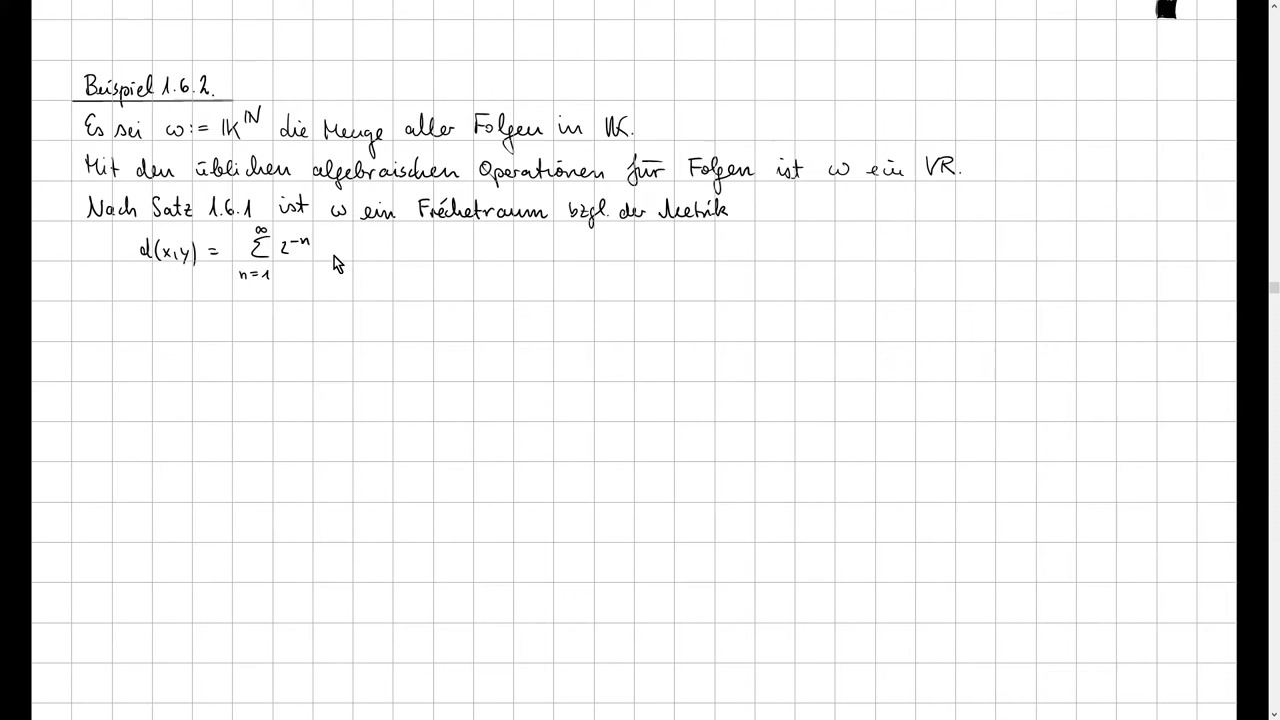 Beispiel 1.6.2.
Es sei ω := 𝕂^ℕ die Menge aller Folgen in 𝕂.
Mit den üblichen algebraischen Operationen für Folgen ist ω ein VR.
Nach Satz 1.6.1 ist ω ein Fréchetraum bzgl. der Metrik
d(x,y) = ∑_{n=1}^{∞} 2^{-n}